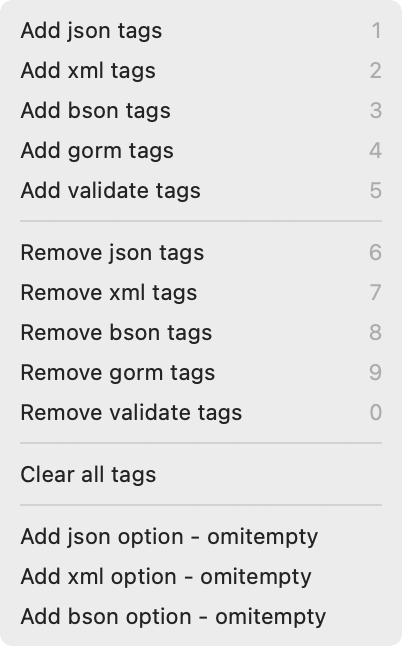 Add json tags 1
Add xml tags 2
Add bson tags 3
Add gorm tags 4
Add validate tags 5
Remove json tags 6
Remove xml tags 7
Remove bson tags 8
Remove gorm tags 9
Remove validate tags 0
Clear all tags
Add json option - omitempty
Add xml option - omitempty
Add bson option - omitempty